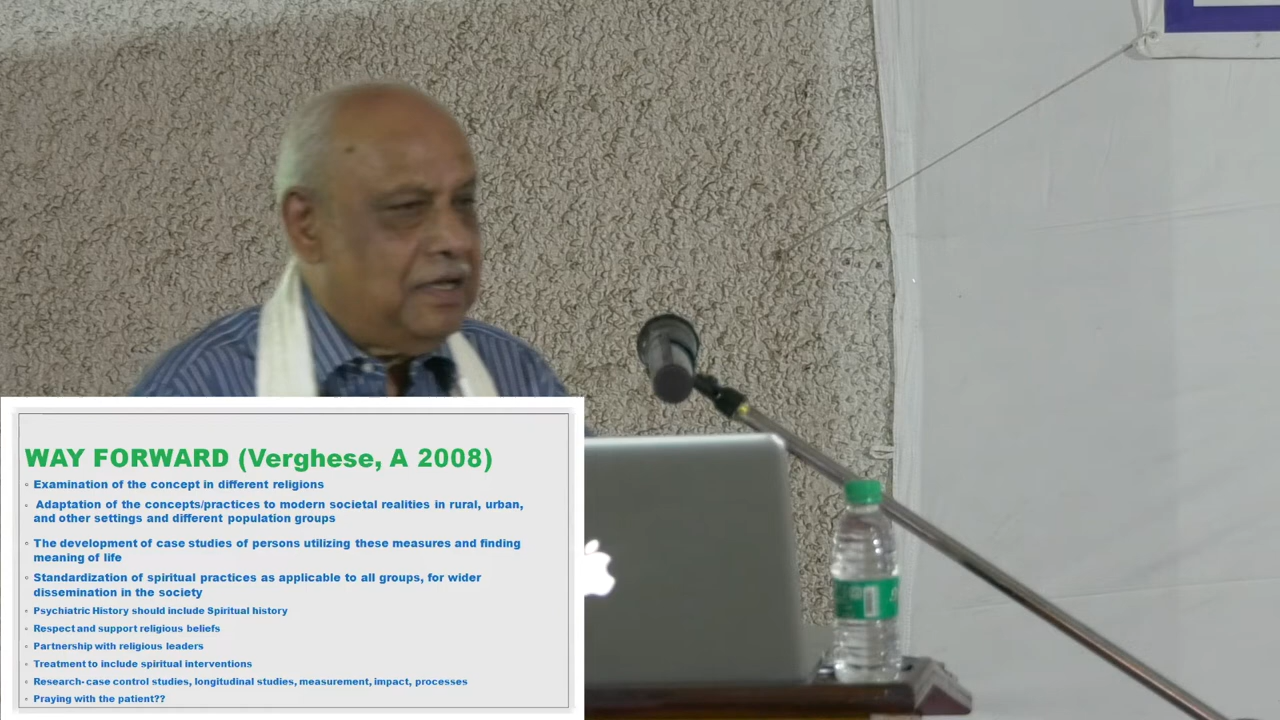 WAY FORWARD (Verghese, A 2008)
Examination of the concept in different religions
Adaptation of the concepts/practices to modern societal realities in rural, urban,
and other settings and different population groups
The development of case studies of persons utilizing these measures and finding
meaning of life
Standardization of spiritual practices as applicable to all groups, for wider
dissemination in the society
Psychiatric History should include Spiritual history
Respect and support religious beliefs
Partnership with religious leaders
Treatment to include spiritual interventions
Research- case control studies, longitudinal studies, measurement, impact, processes
Praying with the patient??